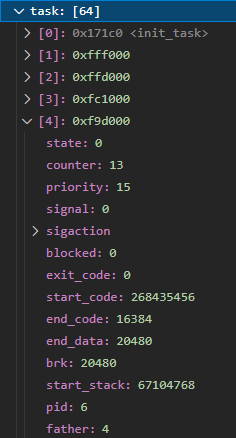 task: [64]
[0]: 0x171c0 <init_task>
[1]: 0xfff000
[2]: 0xffd000
[3]: 0xfc1000
[4]: 0xf9d000
state: 0
counter: 13
priority: 15
signal: 0
sigaction
blocked: 0
exit_code: 0
start_code: 268435456
end_code: 16384
end_data: 20480
brk: 20480
start_stack: 67104768
pid: 6
father: 4